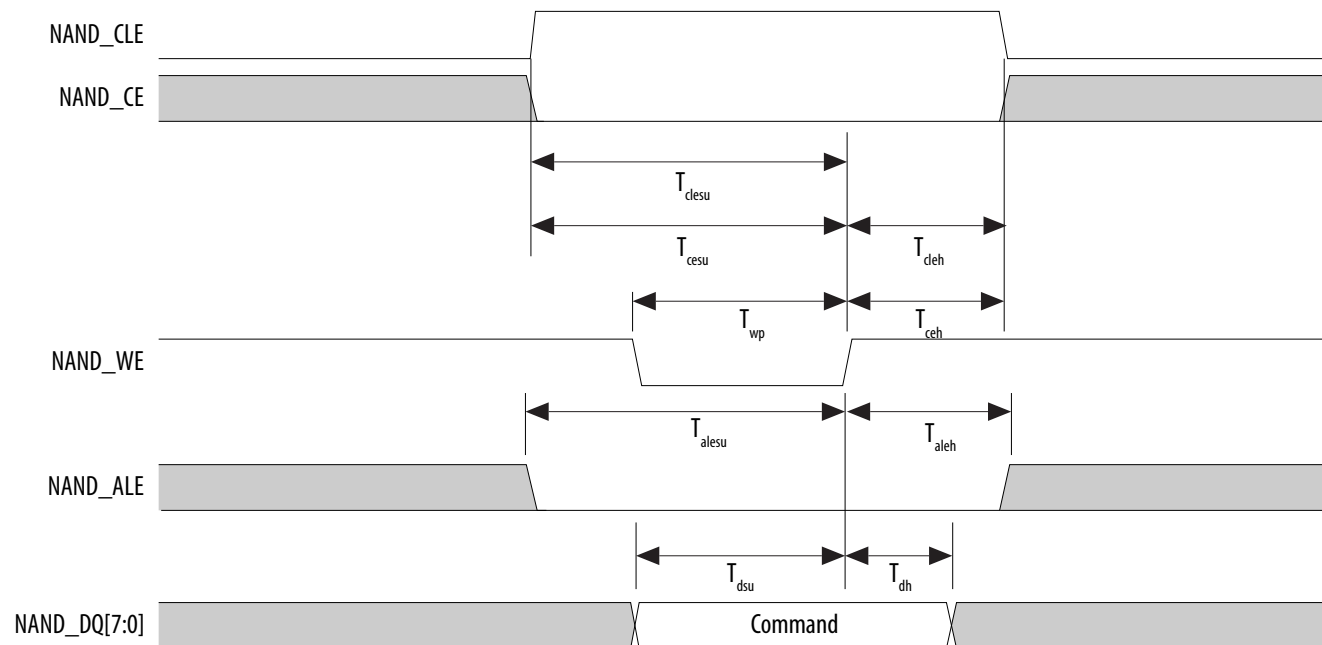 NAND_CLE
NAND_CE
T_clesu
T_cesu
T_cleh
T_wp
T_ceh
NAND_WE
T_alesu
T_aleh
NAND_ALE
T_dsu
T_dh
NAND_DQ[7:0]
Command